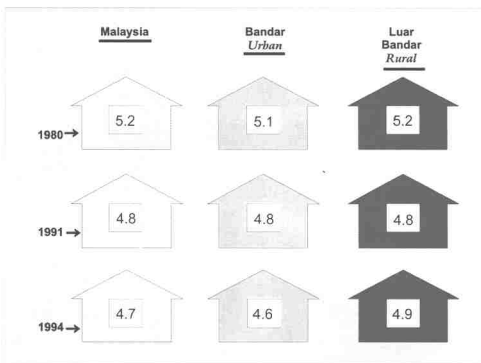 Malaysia
Bandar
Urban
Luar
Bandar
Rural
1980 5.2 5.1 5.2
1991 4.8 4.8 4.8
1994 4.7 4.6 4.9